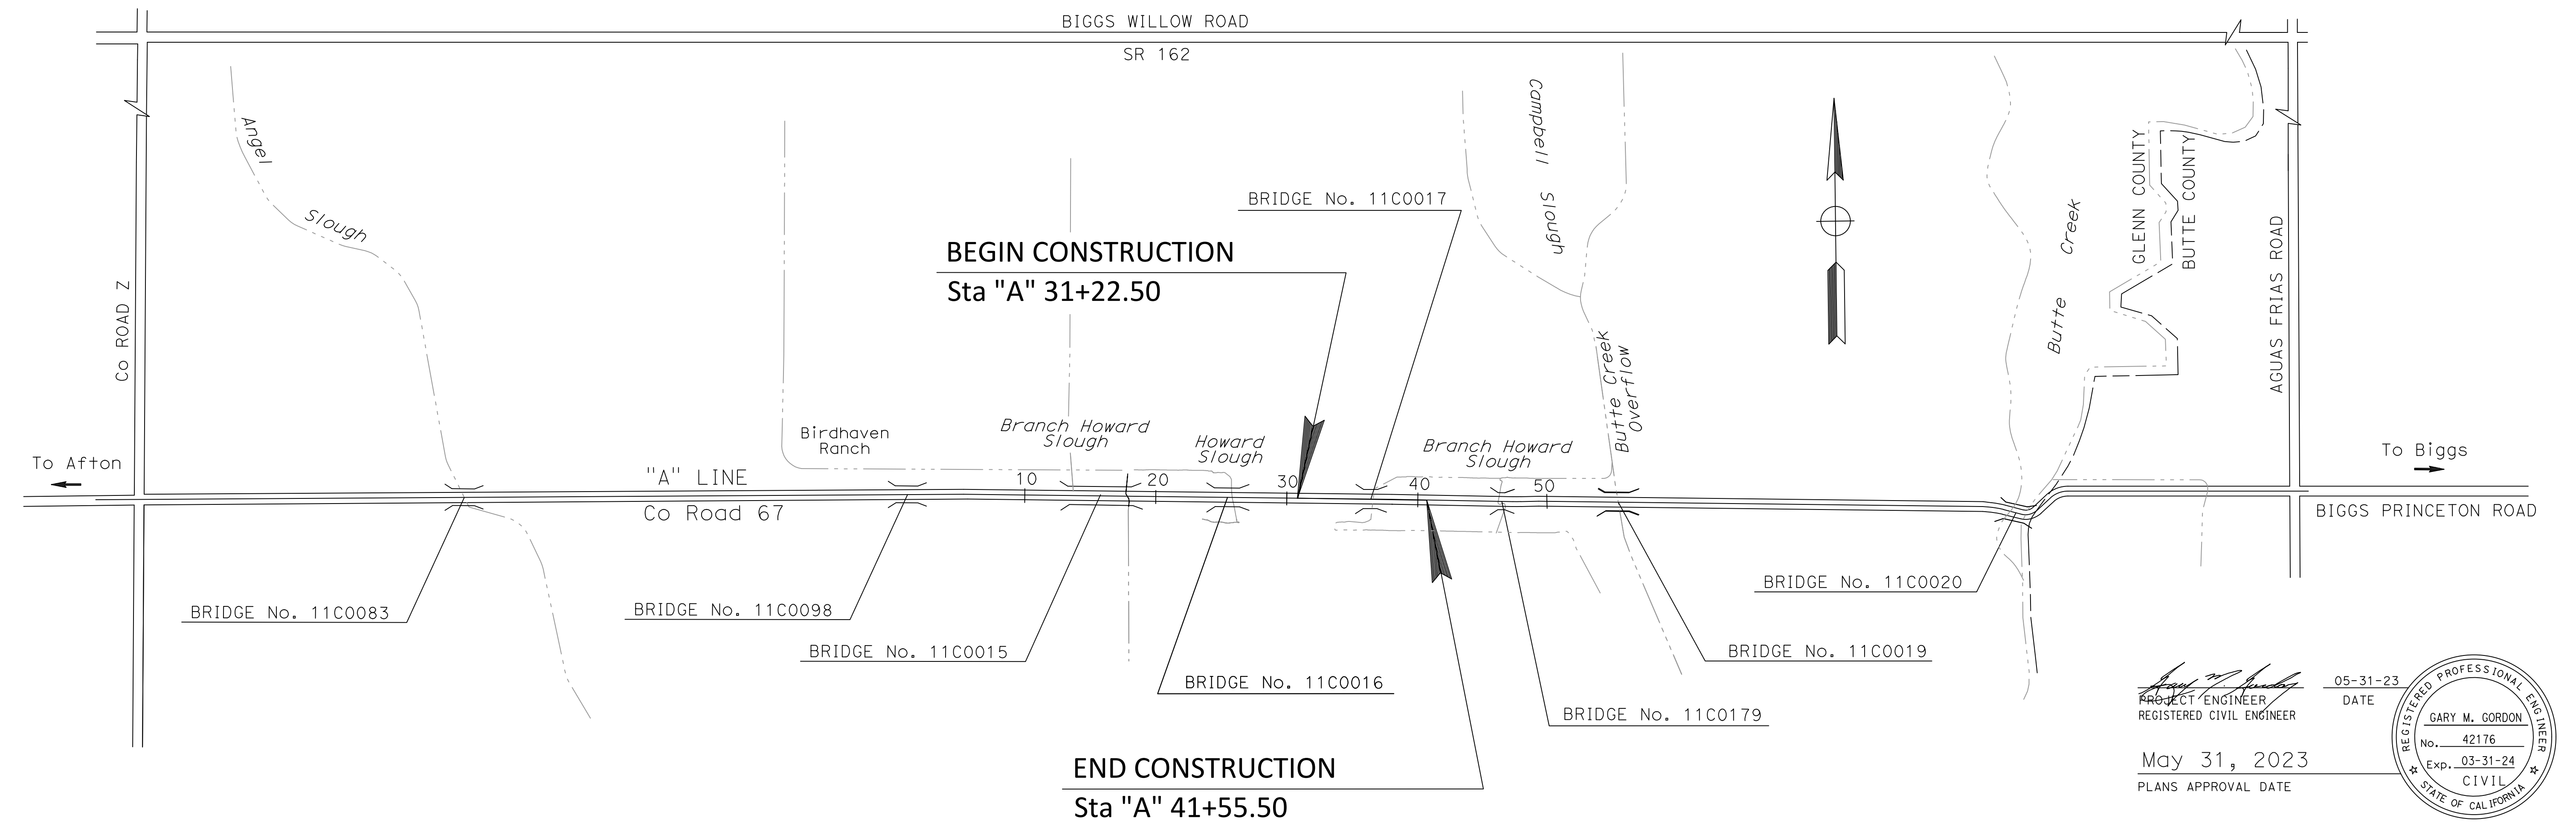 BIGGS WILLOW ROAD
SR 162
Angel
Slough
Campbell
Slough
BRIDGE No. 11C0017
BEGIN CONSTRUCTION
Sta "A" 31+22.50
GLENN COUNTY
BUTTE COUNTY
Butte Creek
AGUAS FRIAS ROAD
Co ROAD Z
Butte Creek
Overflow
Birdhaven
Ranch
Branch Howard
Slough
Howard
Slough
Branch Howard
Slough
To Afton
To Biggs
"A" LINE
10
20
30
40
50
Co Road 67
BIGGS PRINCETON ROAD
BRIDGE No. 11C0083
BRIDGE No. 11C0098
BRIDGE No. 11C0015
BRIDGE No. 11C0016
BRIDGE No. 11C0020
BRIDGE No. 11C0019
BRIDGE No. 11C0179
END CONSTRUCTION
Sta "A" 41+55.50
05-31-23
PROJECT ENGINEER
DATE
REGISTERED CIVIL ENGINEER
May 31, 2023
PLANS APPROVAL DATE
REGISTERED PROFESSIONAL ENGINEER
GARY M. GORDON
No. 42176
Exp. 03-31-24
CIVIL
STATE OF CALIFORNIA